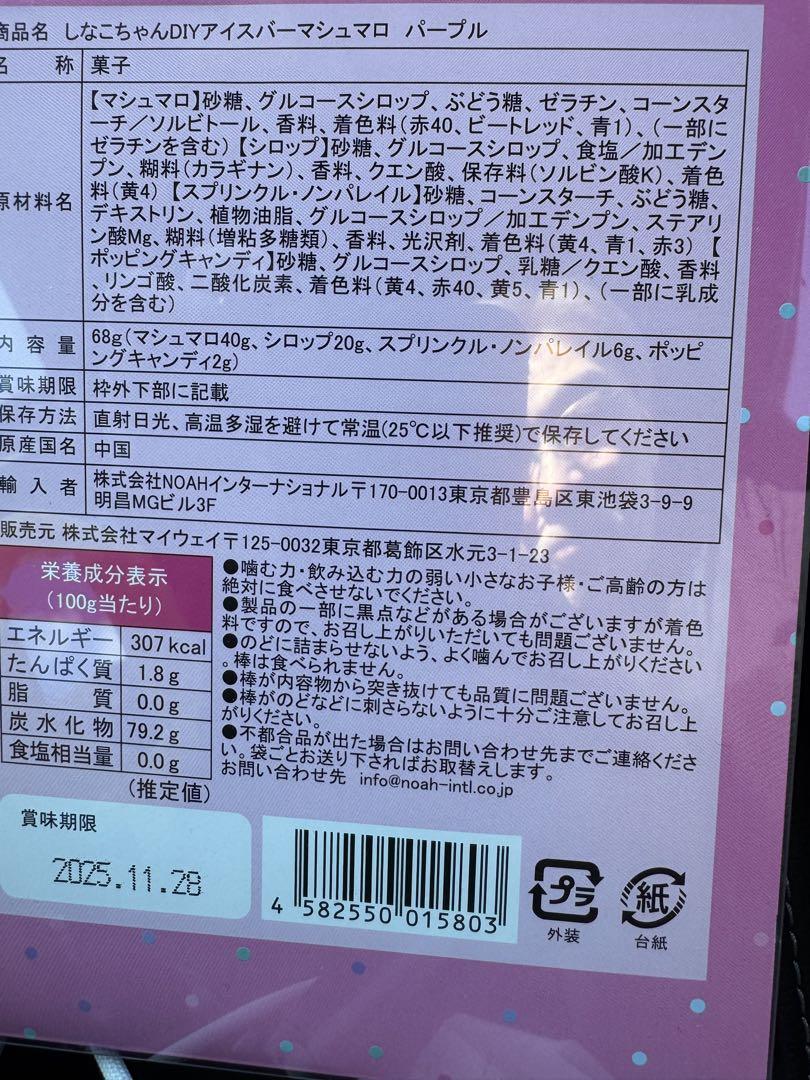 商品名 しなこちゃんDIYアイスバーマシュマロ パープル
名 称 菓子
原材料名
【マシュマロ】砂糖、グルコースシロップ、ぶどう糖、ゼラチン、コーンスタ
ーチ／ソルビトール、香料、着色料(赤40、ビートレッド、青1)、(一部に
ゼラチンを含む)【シロップ】砂糖、グルコースシロップ、食塩／加工デン
プン、糊料(カラギナン)、香料、クエン酸、保存料(ソルビン酸K)、着色
料(黄4)【スプリンクル・ノンパレイル】砂糖、コーンスターチ、ぶどう糖、
デキストリン、植物油脂、グルコースシロップ／加工デンプン、ステアリ
ン酸Mg、糊料(増粘多糖類)、香料、光沢剤、着色料(黄4、青1、赤3)【
ポッピングキャンディ】砂糖、グルコースシロップ、乳糖／クエン酸、香料
、リンゴ酸、二酸化炭素、着色料(黄4、赤40、黄5、青1)、(一部に乳成
分を含む)
内 容 量 68g(マシュマロ40g、シロップ20g、スプリンクル・ノンパレイル6g、ポッピ
ングキャンディ2g)
賞味期限 枠外下部に記載
保存方法 直射日光、高温多湿を避けて常温(25℃以下推奨)で保存してください
原産国名 中国
輸 入 者 株式会社NOAHインターナショナル〒170-0013東京都豊島区東池袋3-9-9
明昌MGビル3F
販売元 株式会社マイウェイ〒125-0032東京都葛飾区水元3-1-23
栄養成分表示
(100g当たり)
エネルギー 307kcal
たんぱく質 1.8g
脂 質 0.0g
炭水化物 79.2g
食塩相当量 0.0g
(推定値)
●噛む力・飲み込む力の弱い小さなお子様・ご高齢の方は
絶対に食べさせないでください。
●製品の一部に黒点などがある場合がございますが着色
料ですので、お召し上がりいただいても問題ございません。
●のどに詰まらせないよう、よく噛んでお召し上がりください
。棒は食べられません。
●棒が内容物から突き抜けても品質に問題ございません。
●棒がのどなどに刺さらないように十分ご注意してお召し上
がりください。
●不都合品が出た場合はお問い合わせ先までご連絡くださ
い。袋ごとお送り下さればお取替えします。
お問い合わせ先 info@noah-intl.co.jp
賞味期限
2025.11.28
4 582550 015803
プラ
外装
紙
台紙